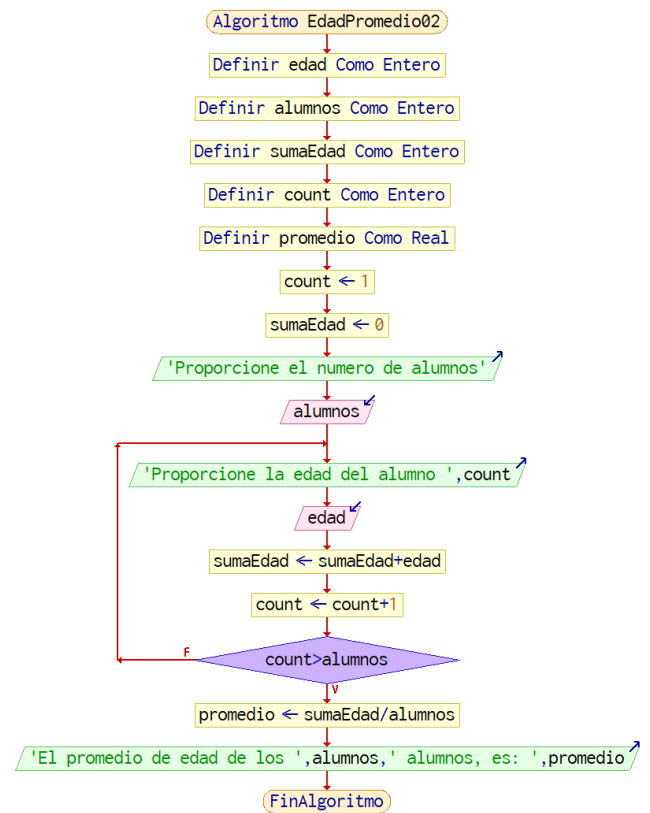 Algoritmo EdadPromedio02
Definir edad Como Entero
Definir alumnos Como Entero
Definir sumaEdad Como Entero
Definir count Como Entero
Definir promedio Como Real
count ← 1
sumaEdad ← 0
'Proporcione el numero de alumnos'
alumnos
'Proporcione la edad del alumno ',count
edad
sumaEdad ← sumaEdad+edad
count ← count+1
F
count>alumnos
V
promedio ← sumaEdad/alumnos
'El promedio de edad de los ',alumnos,' alumnos, es: ',promedio
FinAlgoritmo